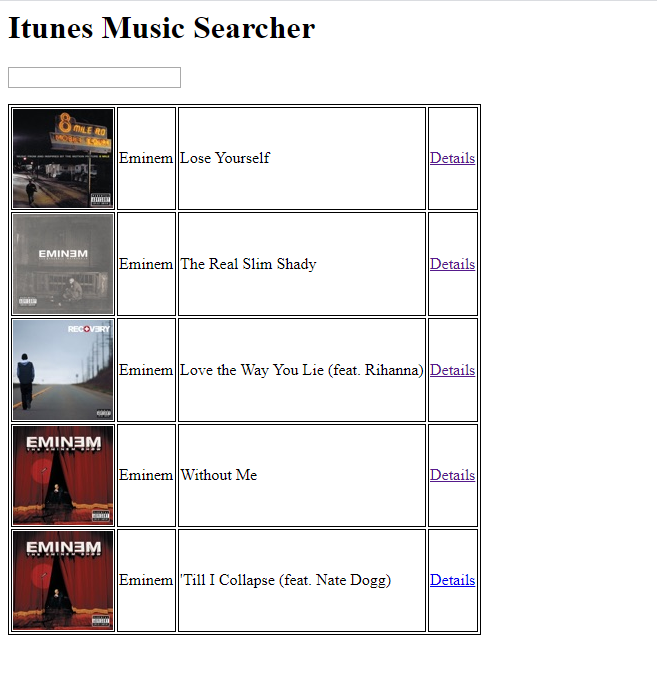 Itunes Music Searcher
8 MILE RD
Eminem Lose Yourself Details
EMINEM
Eminem The Real Slim Shady Details
RECOVERY
Eminem Love the Way You Lie (feat. Rihanna) Details
EMINEM
THE EMINEM SHOW
Eminem Without Me Details
EMINEM
THE EMINEM SHOW
Eminem 'Till I Collapse (feat. Nate Dogg) Details